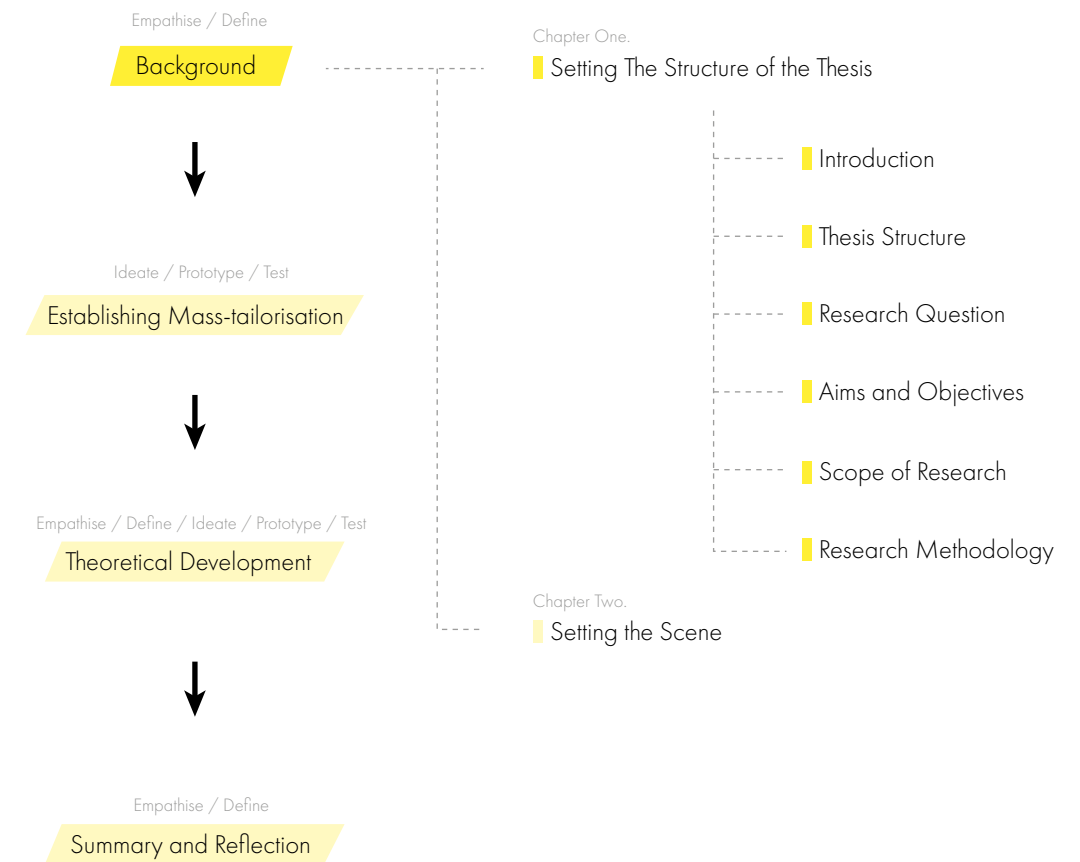 Empathise / Define
Background
Ideate / Prototype / Test
Establishing Mass-tailorisation
Empathise / Define / Ideate / Prototype / Test
Theoretical Development
Empathise / Define
Summary and Reflection
Chapter One.
Setting The Structure of the Thesis
Introduction
Thesis Structure
Research Question
Aims and Objectives
Scope of Research
Research Methodology
Chapter Two.
Setting the Scene